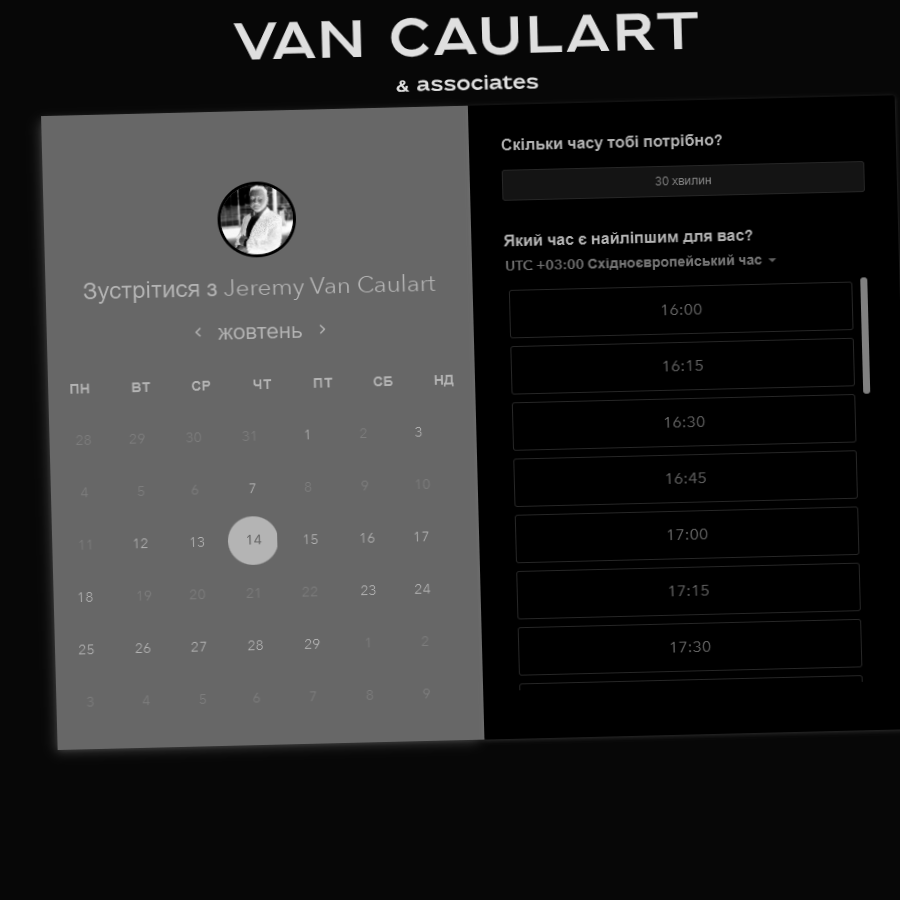 VAN CAULART
& associates
Зустрітися з Jeremy Van Caulart
‹ жовтень ›
ПН ВТ СР ЧТ ПТ СБ НД
28 29 30 31 1 2 3
4 5 6 7 8 9 10
11 12 13 14 15 16 17
18 19 20 21 22 23 24
25 26 27 28 29 1 2
3 4 5 6 7 8 9
Скільки часу тобі потрібно?
30 хвилин
Який час є найліпшим для вас?
UTC +03:00 Східноєвропейський час
16:00
16:15
16:30
16:45
17:00
17:15
17:30